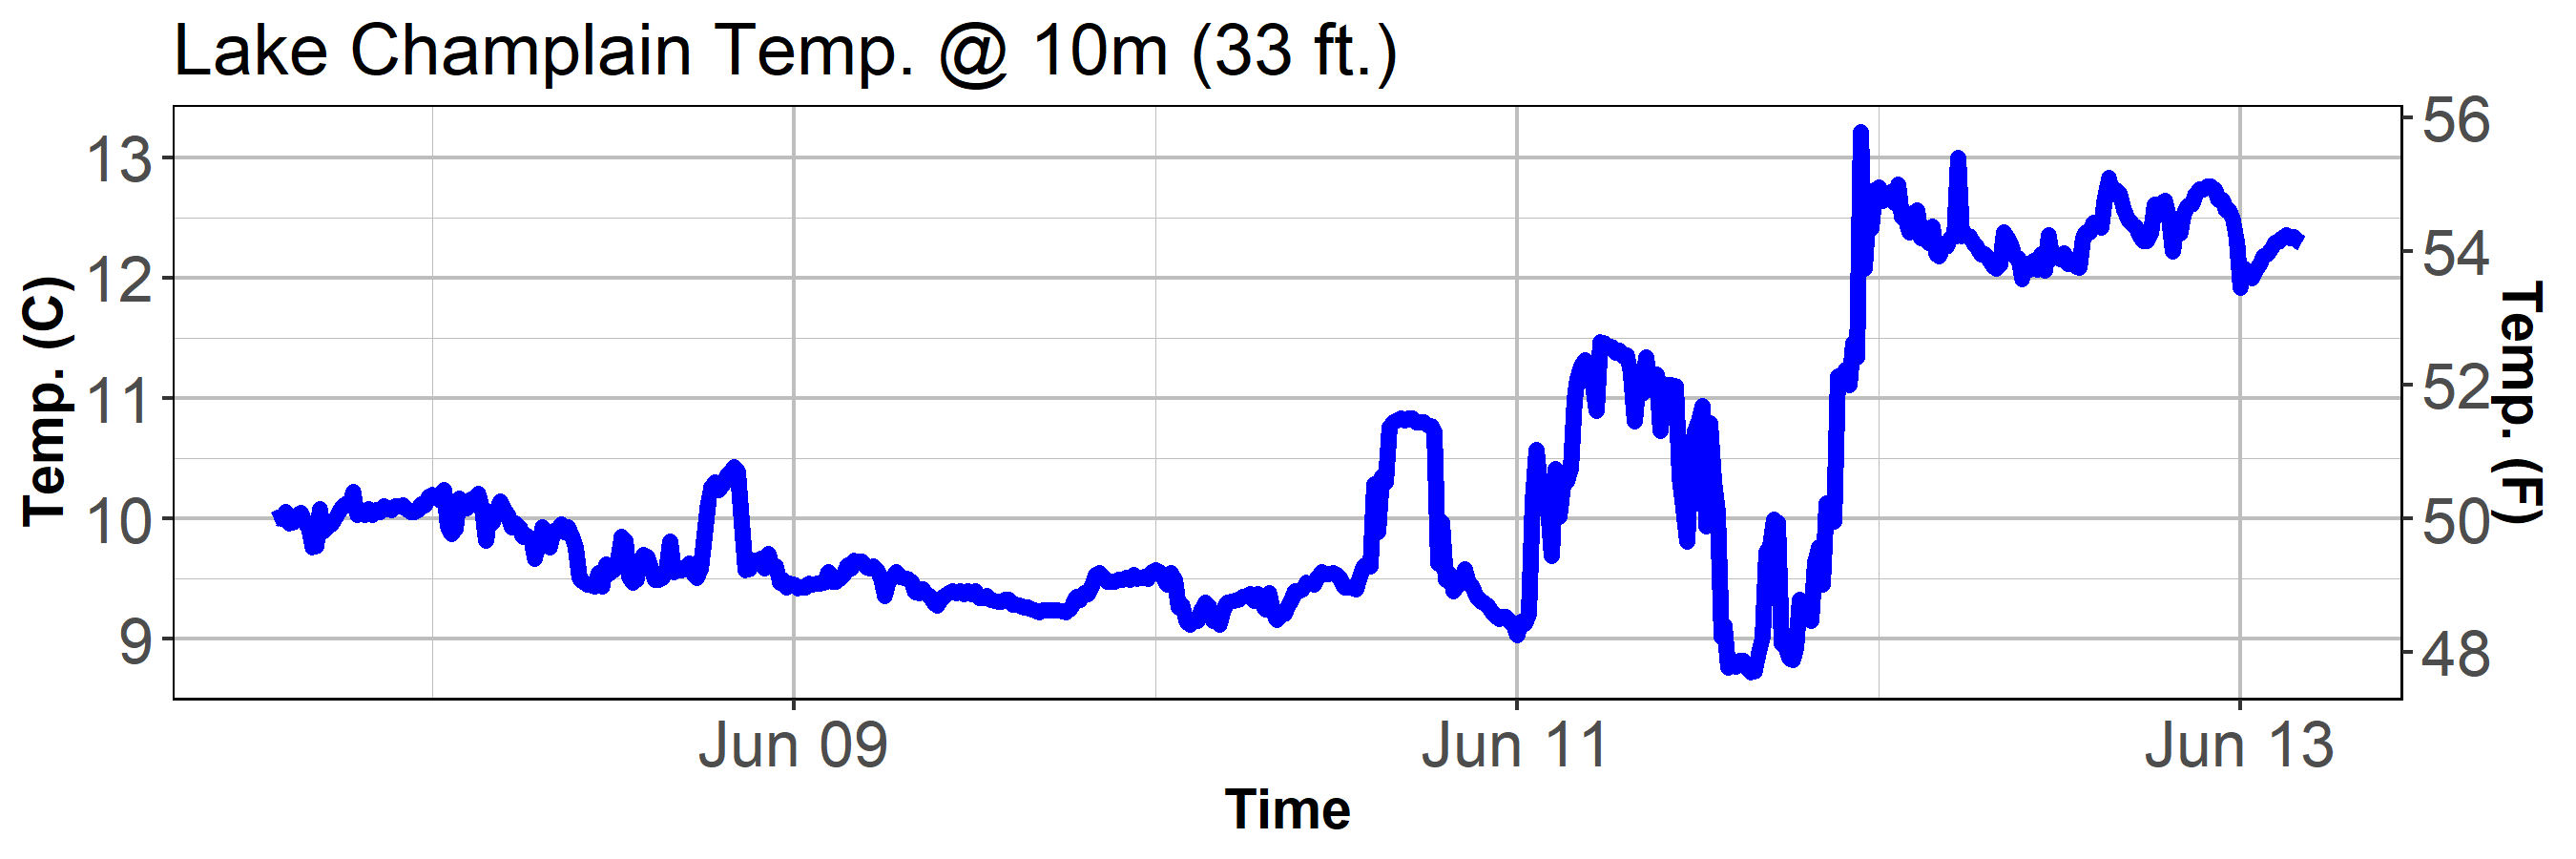 Lake Champlain Temp. @ 10m (33 ft.)
Temp. (C)
13
12
11
10
9
56
54
52
50
48
Temp. (F)
Jun 09
Jun 11
Jun 13
Time